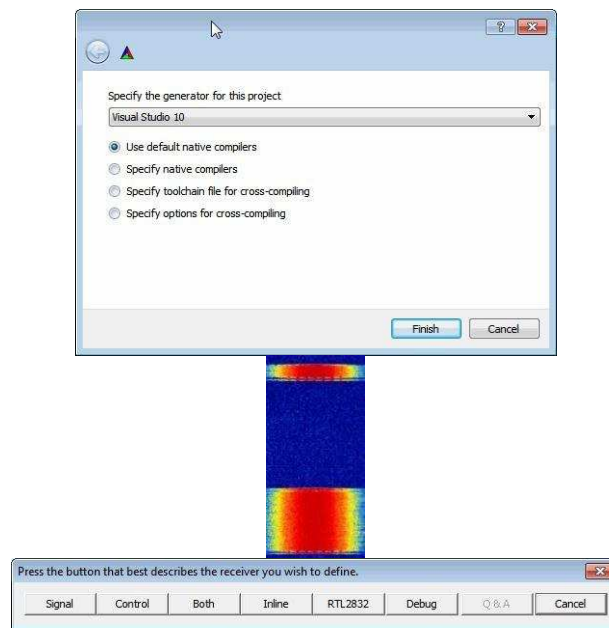 Specify the generator for this project
Visual Studio 10
Use default native compilers
Specify native compilers
Specify toolchain file for cross-compiling
Specify options for cross-compiling
Finish Cancel
Press the button that best describes the receiver you wish to define.
Signal Control Both Inline RTL2832 Debug Q & A Cancel